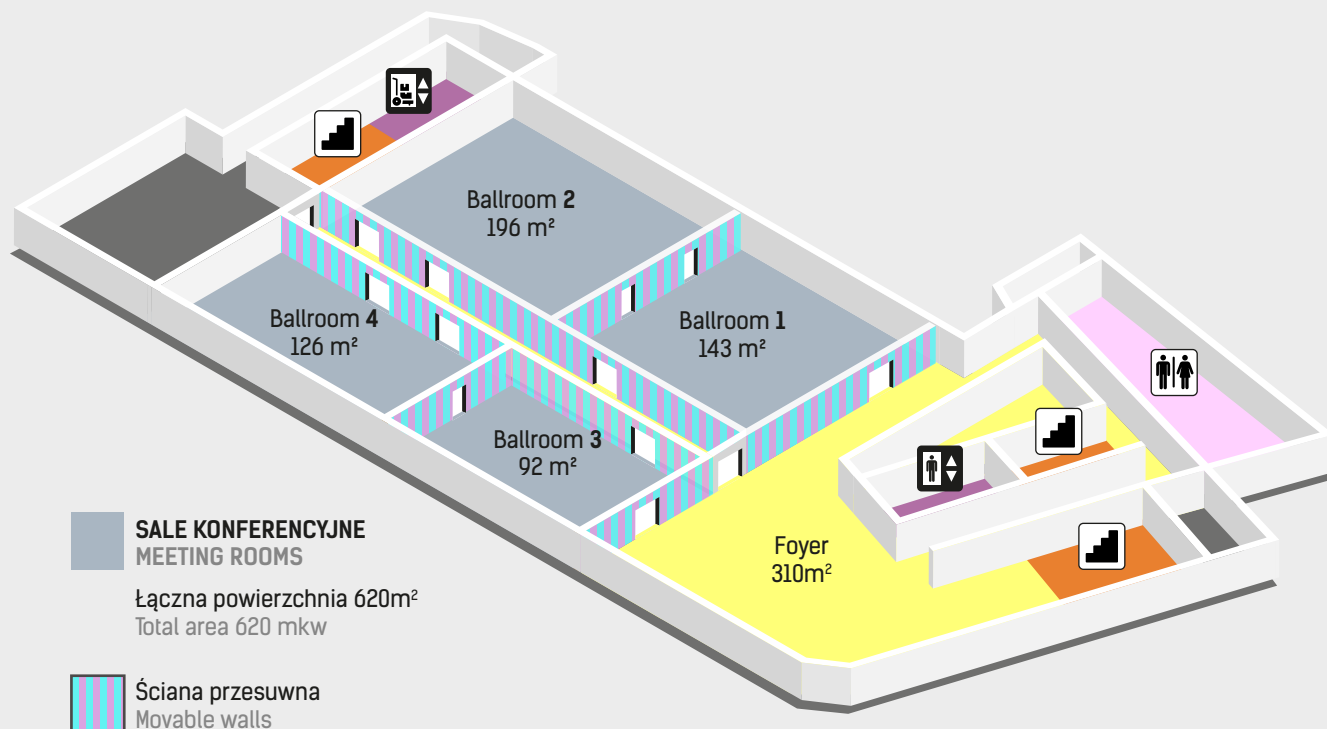 Ballroom 2
196 m²
Ballroom 1
143 m²
Ballroom 4
126 m²
Ballroom 3
92 m²
Foyer
310m²
SALE KONFERENCYJNE
MEETING ROOMS
Łączna powierzchnia 620m²
Total area 620 mkw
Ściana przesuwna
Movable walls